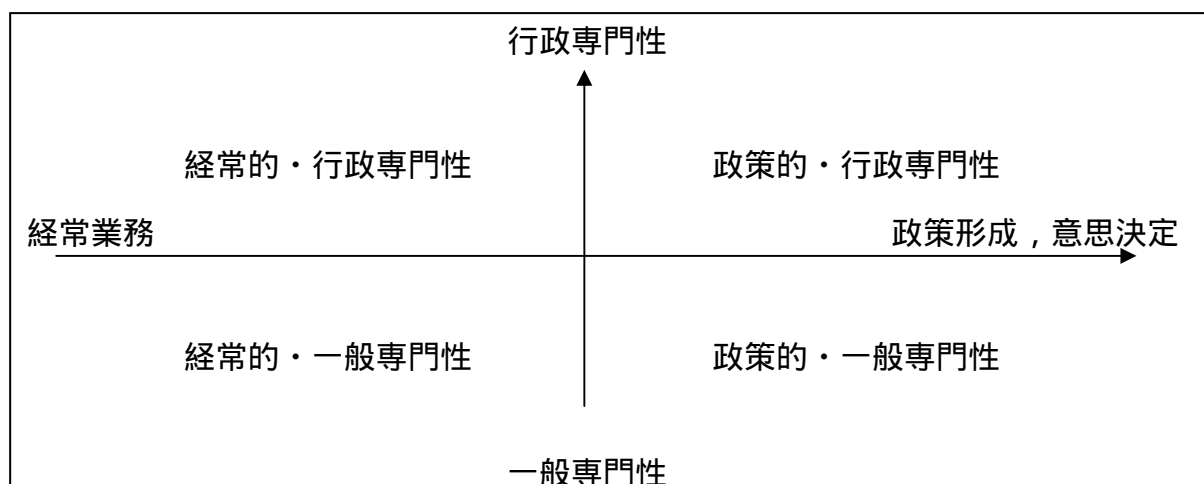 行政専門性
経常的・行政専門性 政策的・行政専門性
経常業務 政策形成，意思決定
経常的・一般専門性 政策的・一般専門性
一般専門性